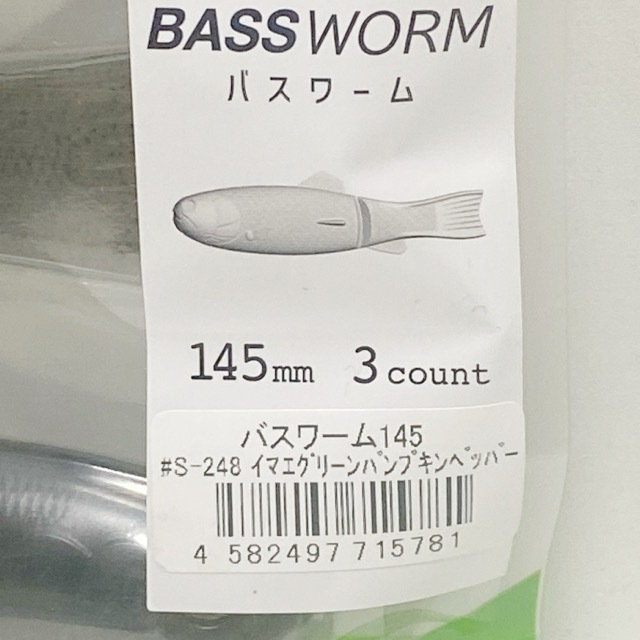 BASSWORM
バスワーム
145mm 3 count
バスワーム145
#S-248 イマエグリーンパンプキンペッパー
4 582497 715781